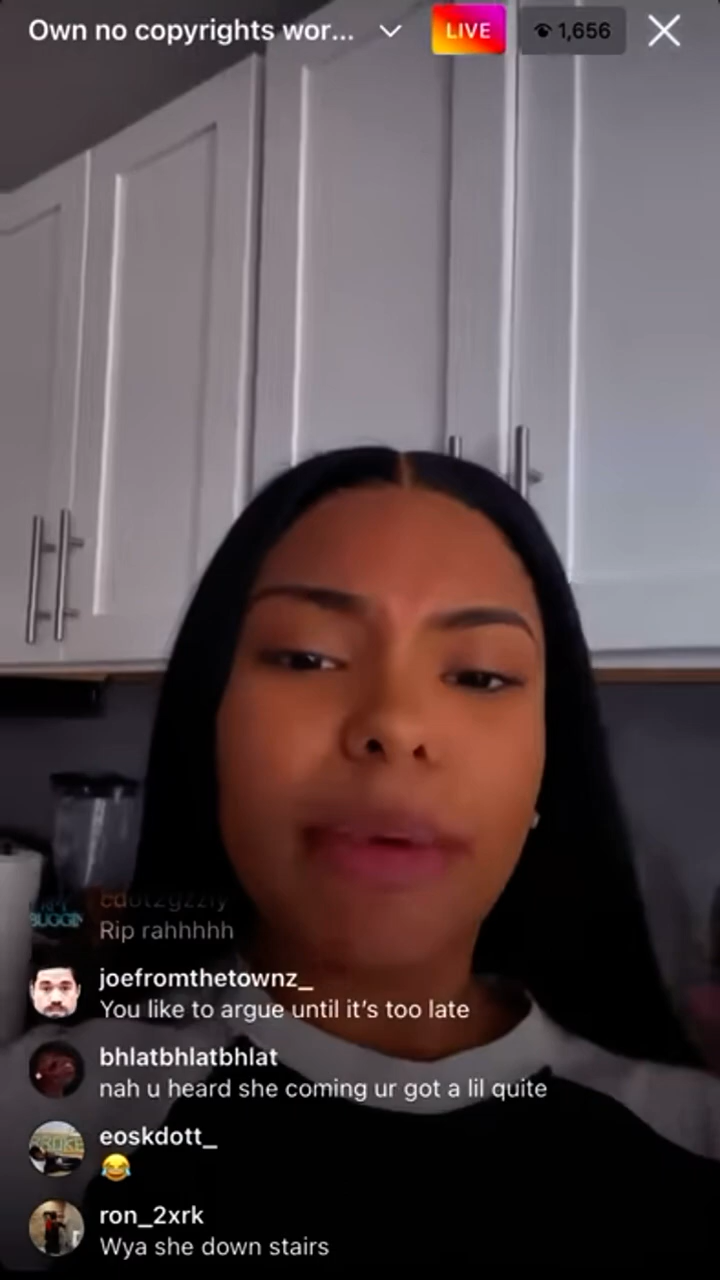 Own no copyrights wor...
LIVE
1,656
Rip rahhhhh
joefromthetownz_
You like to argue until it’s too late
bhlatbhlatbhlat
nah u heard she coming ur got a lil quite
eoskdott_
😂
ron_2xrk
Wya she down stairs